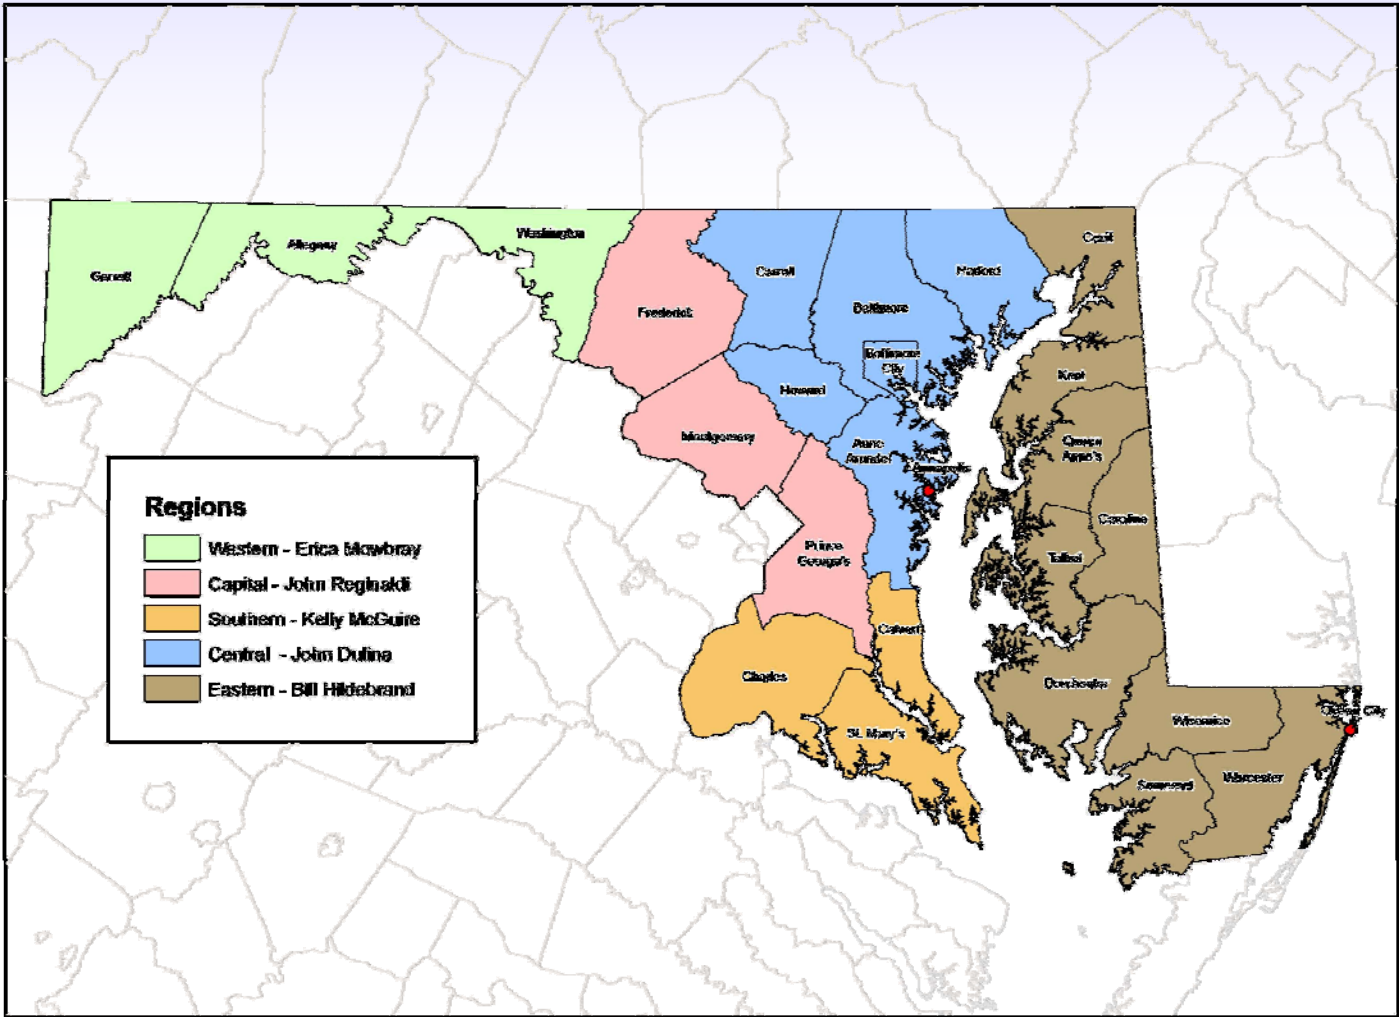 Garrett
Allegany
Washington
Frederick
Carroll
Baltimore
Harford
Cecil
Baltimore
City
Howard
Kent
Montgomery
Anne
Arundel
Annapolis
Queen
Anne's
Caroline
Prince
George's
Talbot
Calvert
Charles
St. Mary's
Dorchester
Wicomico
Ocean City
Somerset
Worcester
Regions
Western - Erica Mowbray
Capital - John Reginaldi
Southern - Kelly McGuire
Central - John Dufina
Eastern - Bill Hildebrand